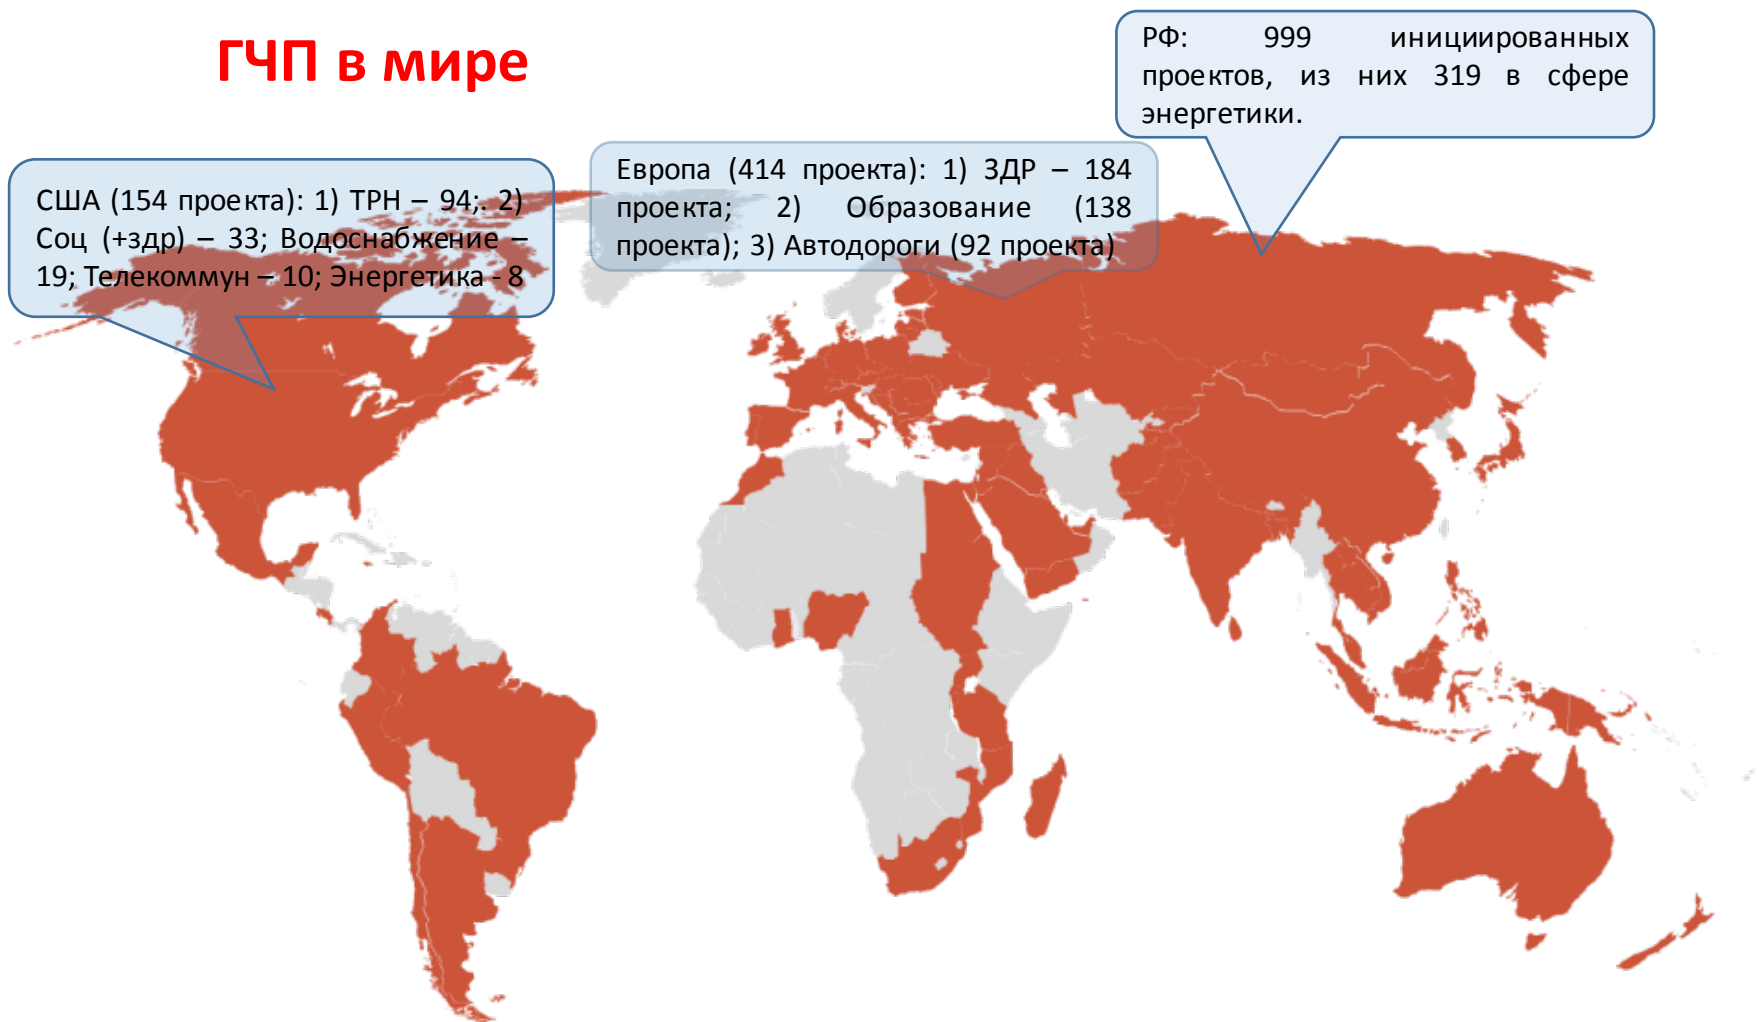 ГЧП в мире
РФ: 999 инициированных
проектов, из них 319 в сфере
энергетики.
Европа (414 проекта): 1) ЗДР – 184
проекта; 2) Образование (138
проекта); 3) Автодороги (92 проекта)
США (154 проекта): 1) ТРН – 94;. 2)
Соц (+здр) – 33; Водоснабжение –
19; Телекоммун – 10; Энергетика - 8